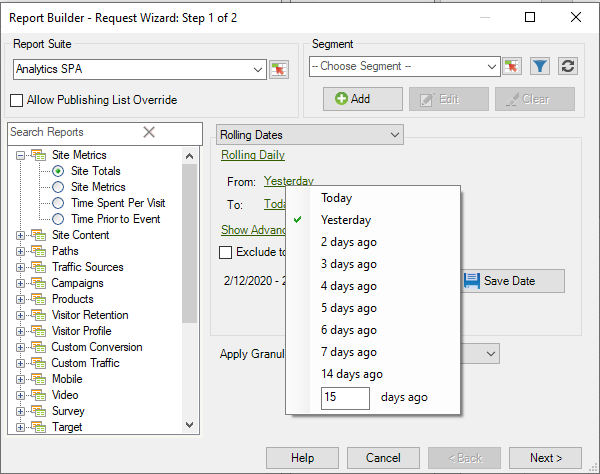 Report Builder - Request Wizard: Step 1 of 2
Report Suite
Analytics SPA
Allow Publishing List Override
Segment
-- Choose Segment --
Add
Edit
Clear
Search Reports
Site Metrics
Site Totals
Site Metrics
Time Spent Per Visit
Time Prior to Event
Site Content
Paths
Traffic Sources
Campaigns
Products
Visitor Retention
Visitor Profile
Custom Conversion
Custom Traffic
Mobile
Video
Survey
Target
Rolling Dates
Rolling Daily
From: Yesterday
To: Toda
Show Advanc
Exclude to
2/12/2020 - 2
Save Date
Apply Granul
Today
Yesterday
2 days ago
3 days ago
4 days ago
5 days ago
6 days ago
7 days ago
14 days ago
15 days ago
Help
Cancel
< Back
Next >